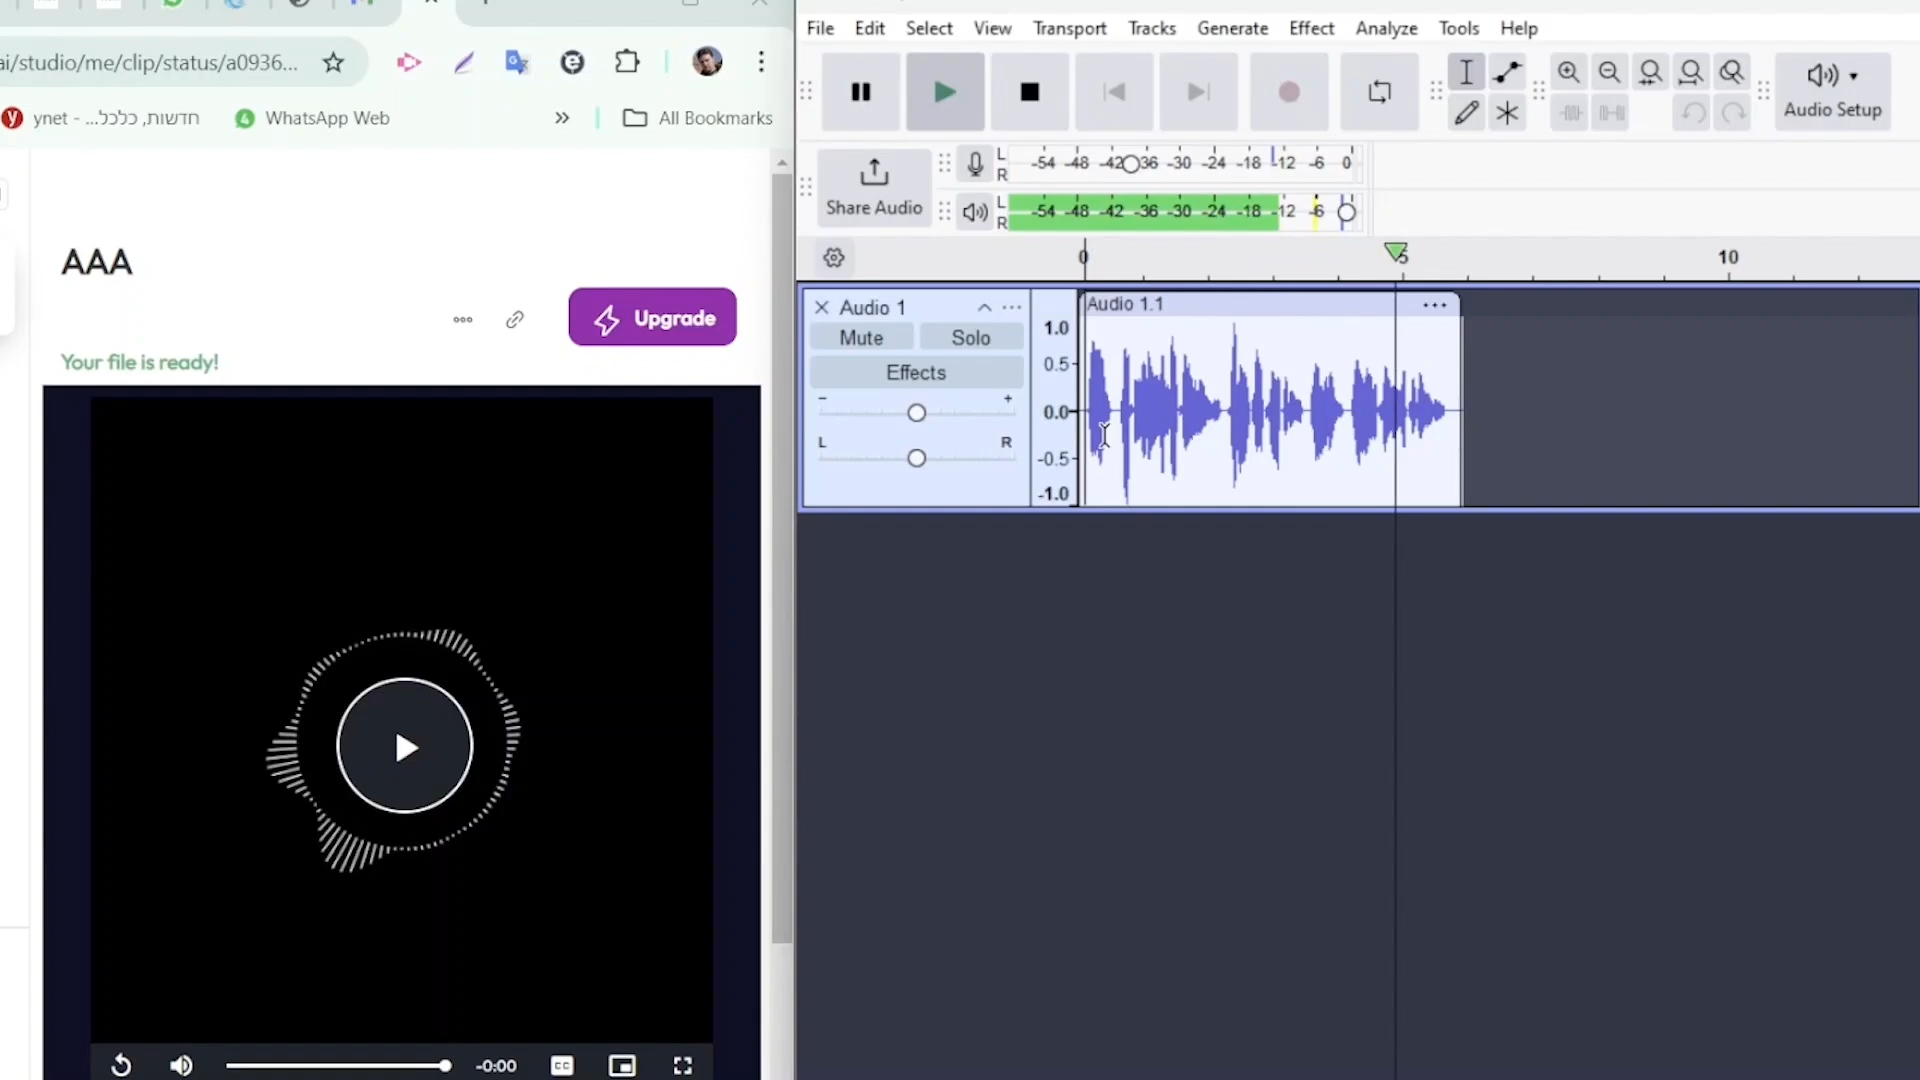 ai/studio/me/clip/status/a0936...
ynet - חדשות, כלכל...
4 WhatsApp Web
» All Bookmarks
AAA
Upgrade
Your file is ready!
-0:00 CC
File Edit Select View Transport Tracks Generate Effect Analyze Tools Help
Audio Setup
Share Audio
L -54 -48 -42 36 -30 -24 -18 -12 -6 0
R
L -54 -48 -42 -36 -30 -24 -18 -12 -6
R
0 5 10
Audio 1
Mute Solo
Effects
- +
L R
1.0
0.5
0.0
-0.5
-1.0
Audio 1.1